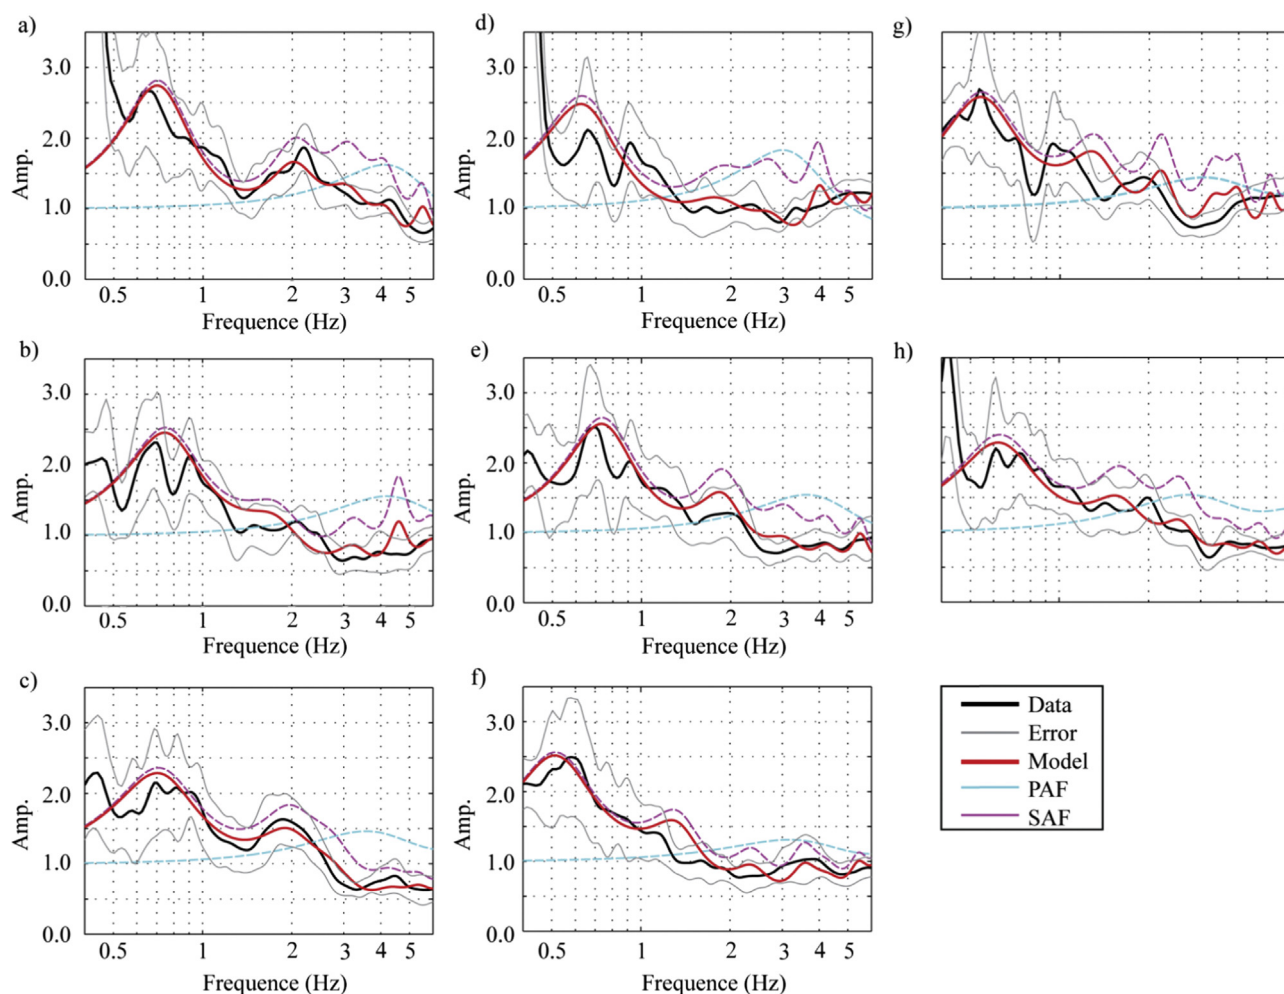 a)
3.0
2.0
1.0
0.0
Amp.
0.5 1 2 3 4 5
Frequence (Hz)
d)
3.0
2.0
1.0
0.0
0.5 1 2 3 4 5
Frequence (Hz)
g)
b)
3.0
2.0
1.0
0.0
Amp.
0.5 1 2 3 4 5
Frequence (Hz)
e)
3.0
2.0
1.0
0.0
Amp.
0.5 1 2 3 4 5
Frequence (Hz)
h)
c)
3.0
2.0
1.0
0.0
Amp.
0.5 1 2 3 4 5
Frequence (Hz)
f)
3.0
2.0
1.0
0.0
Amp.
0.5 1 2 3 4 5
Frequence (Hz)
Data
Error
Model
PAF
SAF